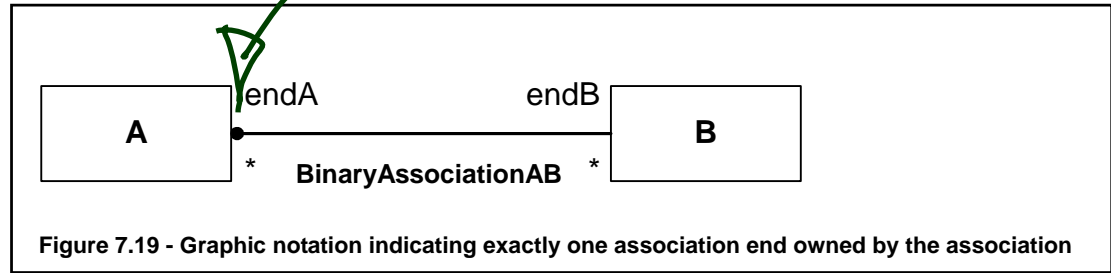 endA endB
A B
* BinaryAssociationAB *
Figure 7.19 - Graphic notation indicating exactly one association end owned by the association